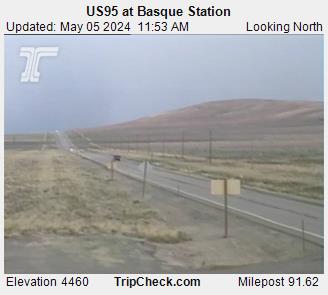 US95 at Basque Station
Updated: May 05 2024 11:53 AM Looking North
Elevation 4460 TripCheck.com Milepost 91.62